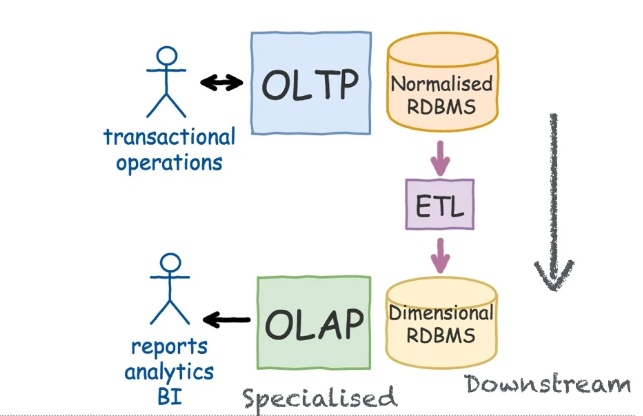 OLTP
Normalised
RDBMS
transactional
operations
ETL
OLAP
Dimensional
RDBMS
reports
analytics
BI
Specialised
Downstream